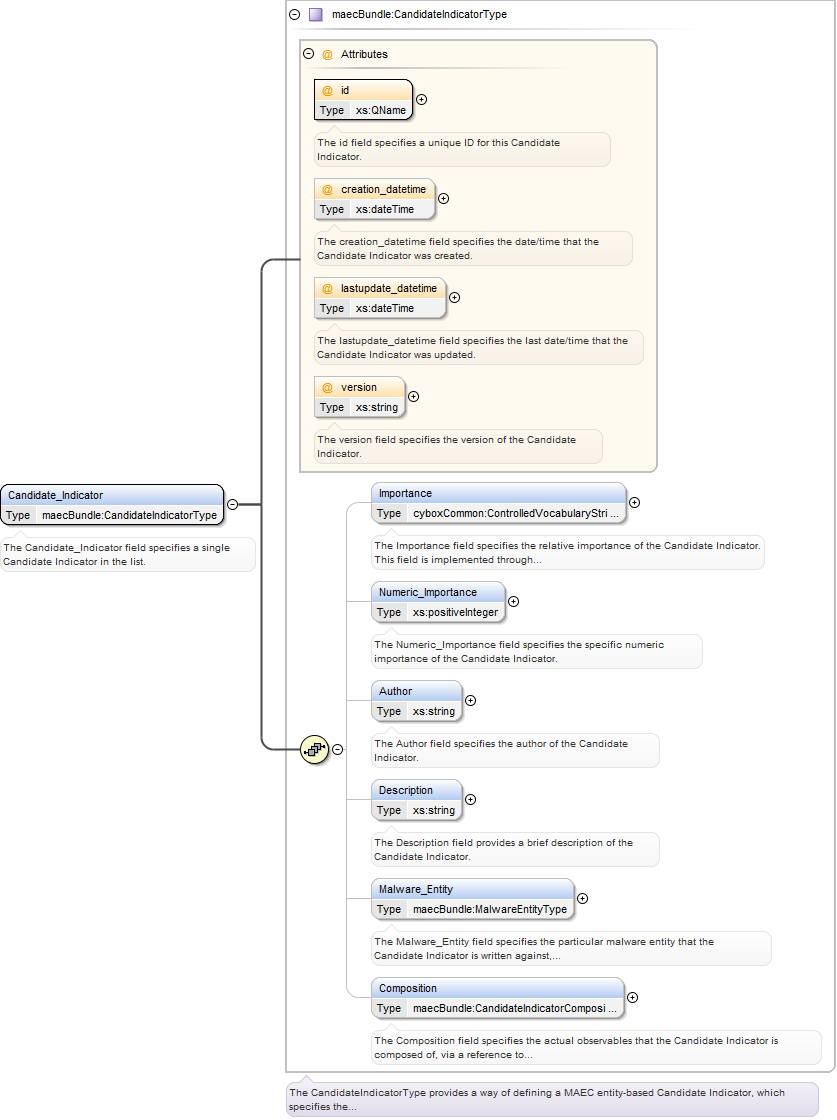 maecBundle:CandidateIndicatorType
@ Attributes
@ id
Type xs:QName
The id field specifies a unique ID for this Candidate
Indicator.
@ creation_datetime
Type xs:dateTime
The creation_datetime field specifies the date/time that the
Candidate Indicator was created.
@ lastupdate_datetime
Type xs:dateTime
The lastupdate_datetime field specifies the last date/time that the
Candidate Indicator was updated.
@ version
Type xs:string
The version field specifies the version of the Candidate
Indicator.
Candidate_Indicator
Type maecBundle:CandidateIndicatorType
The Candidate_Indicator field specifies a single
Candidate Indicator in the list.
Importance
Type cyboxCommon:ControlledVocabularyStri ...
The Importance field specifies the relative importance of the Candidate Indicator.
This field is implemented through...
Numeric_Importance
Type xs:positiveInteger
The Numeric_Importance field specifies the specific numeric
importance of the Candidate Indicator.
Author
Type xs:string
The Author field specifies the author of the Candidate
Indicator.
Description
Type xs:string
The Description field provides a brief description of the
Candidate Indicator.
Malware_Entity
Type maecBundle:MalwareEntityType
The Malware_Entity field specifies the particular malware entity that the
Candidate Indicator is written against,...
Composition
Type maecBundle:CandidateIndicatorComposi ...
The Composition field specifies the actual observables that the Candidate Indicator is
composed of, via a reference to...
The CandidateIndicatorType provides a way of defining a MAEC entity-based Candidate Indicator, which
specifies the...